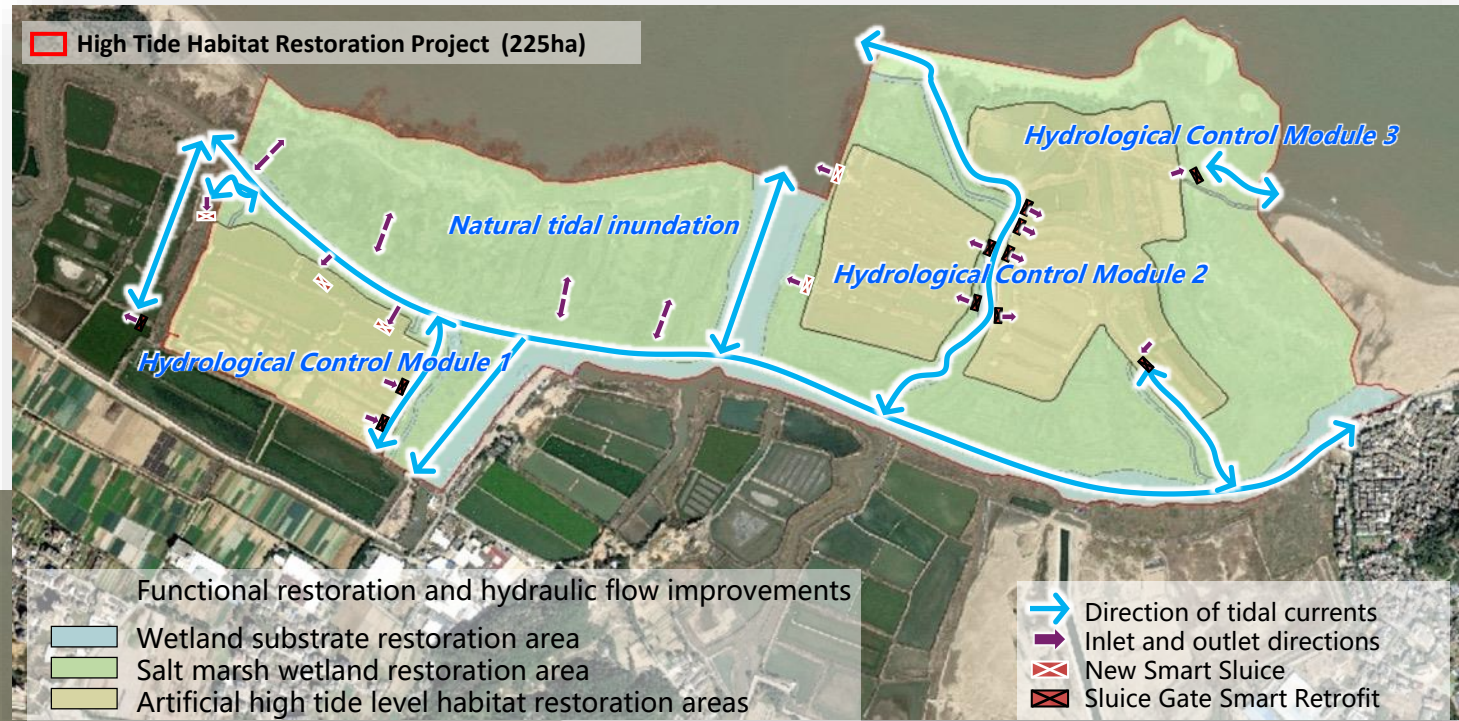 High Tide Habitat Restoration Project (225ha)
Hydrological Control Module 3
Natural tidal inundation
Hydrological Control Module 2
Hydrological Control Module 1
Functional restoration and hydraulic flow improvements
Wetland substrate restoration area
Salt marsh wetland restoration area
Artificial high tide level habitat restoration areas
Direction of tidal currents
Inlet and outlet directions
New Smart Sluice
Sluice Gate Smart Retrofit